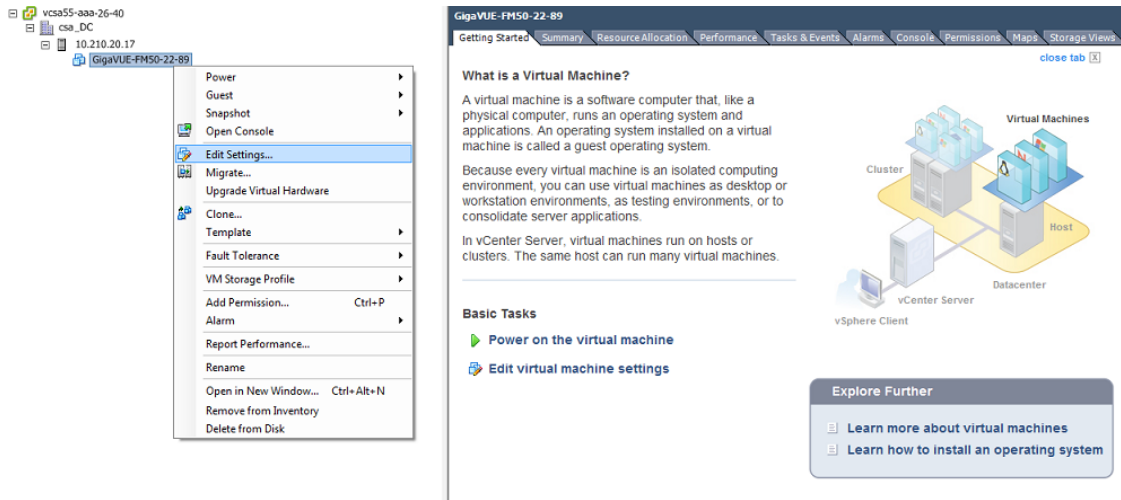 vcsa55-aaa-26-40
csa_DC
10.210.20.17
GigaVUE-FM50-22-89
Power
Guest
Snapshot
Open Console
Edit Settings...
Migrate...
Upgrade Virtual Hardware
Clone...
Template
Fault Tolerance
VM Storage Profile
Add Permission... Ctrl+P
Alarm
Report Performance...
Rename
Open in New Window... Ctrl+Alt+N
Remove from Inventory
Delete from Disk
GigaVUE-FM50-22-89
Getting Started Summary Resource Allocation Performance Tasks & Events Alarms Console Permissions Maps Storage Views
close tab X
What is a Virtual Machine?
A virtual machine is a software computer that, like a
physical computer, runs an operating system and
applications. An operating system installed on a virtual
machine is called a guest operating system.
Because every virtual machine is an isolated computing
environment, you can use virtual machines as desktop or
workstation environments, as testing environments, or to
consolidate server applications.
In vCenter Server, virtual machines run on hosts or
clusters. The same host can run many virtual machines.
Virtual Machines
Cluster
Host
Datacenter
vCenter Server
vSphere Client
Basic Tasks
Power on the virtual machine
Edit virtual machine settings
Explore Further
Learn more about virtual machines
Learn how to install an operating system